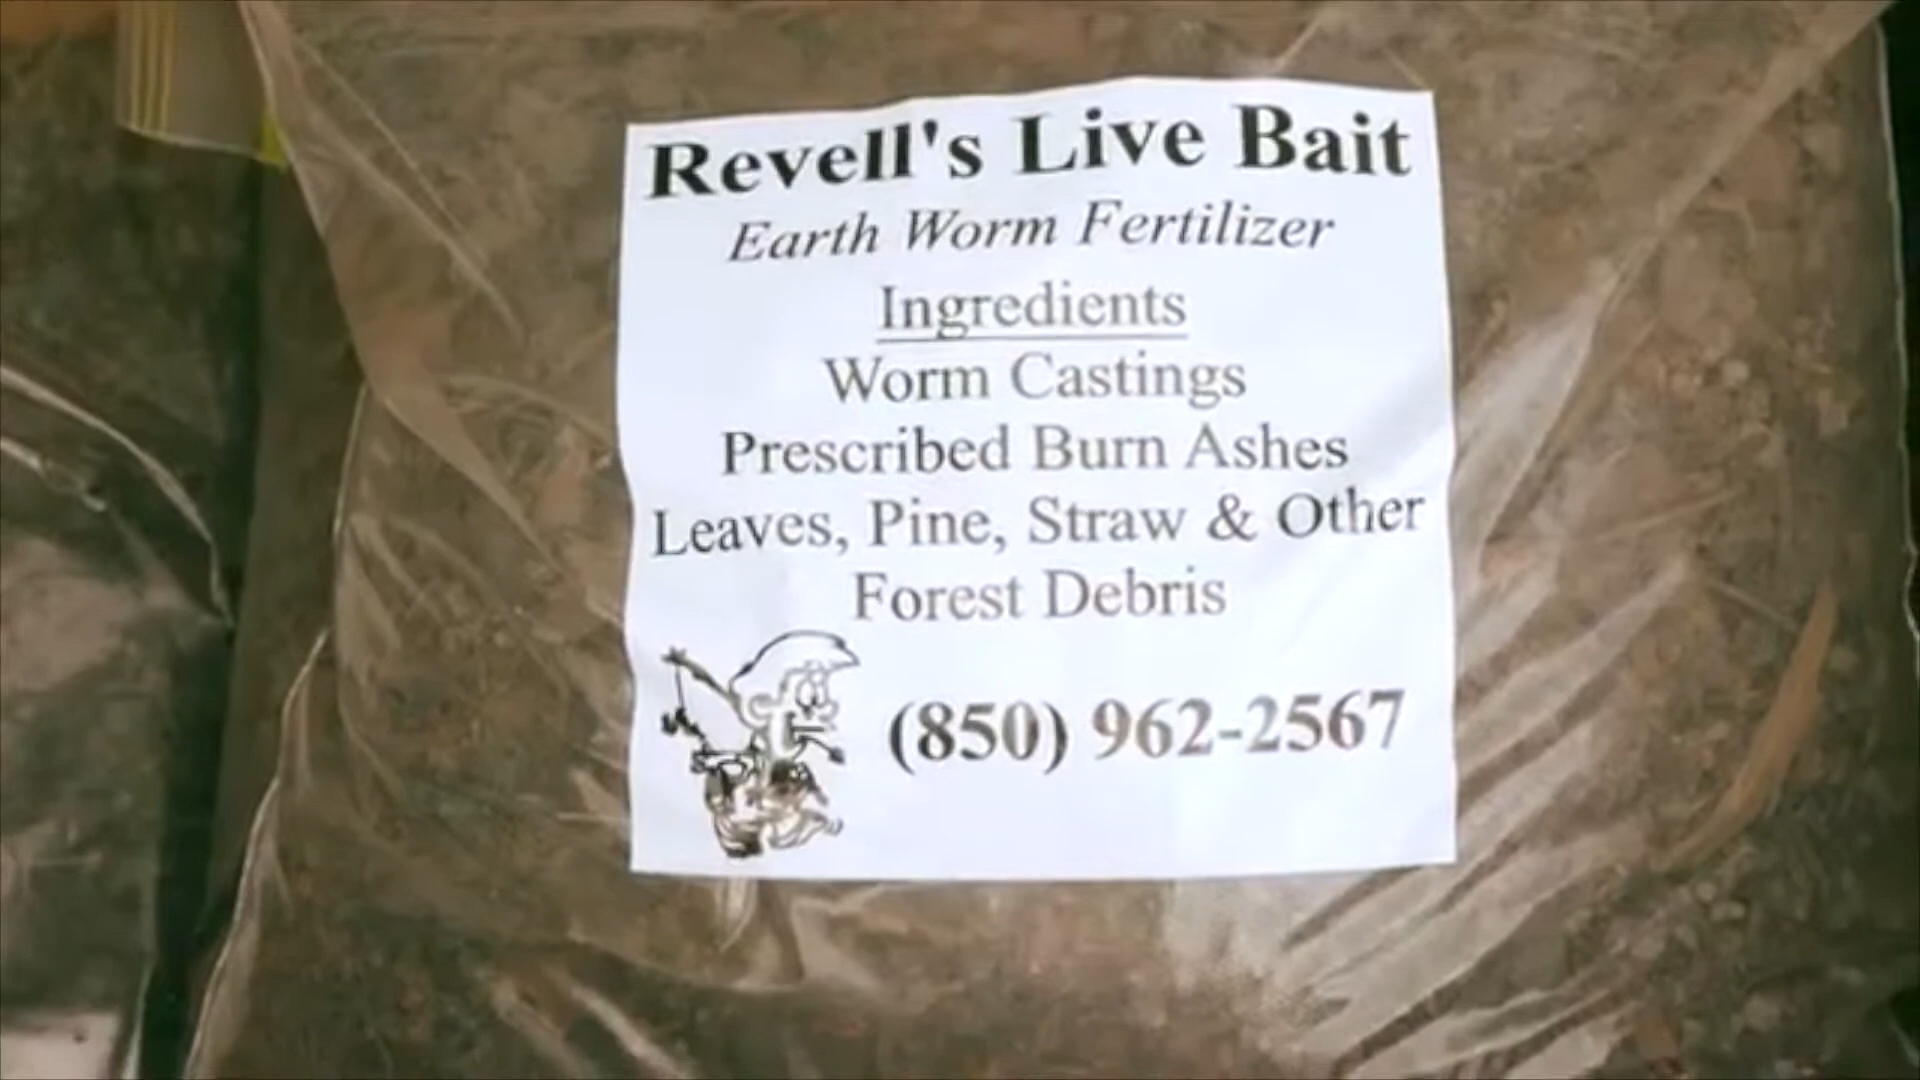 Revell's Live Bait
Earth Worm Fertilizer
Ingredients
Worm Castings
Prescribed Burn Ashes
Leaves, Pine, Straw & Other
Forest Debris
(850) 962-2567